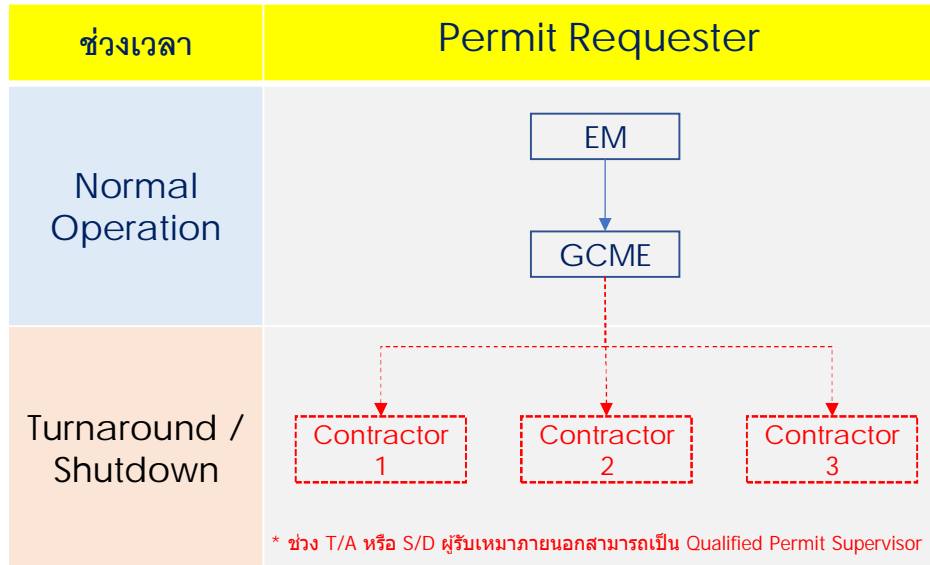 ช่วงเวลา
Permit Requester
Normal
Operation
EM
GCME
Turnaround /
Shutdown
Contractor
1
Contractor
2
Contractor
3
* ช่วง T/A หรือ S/D ผู้รับเหมาภายนอกสามารถเป็น Qualified Permit Supervisor